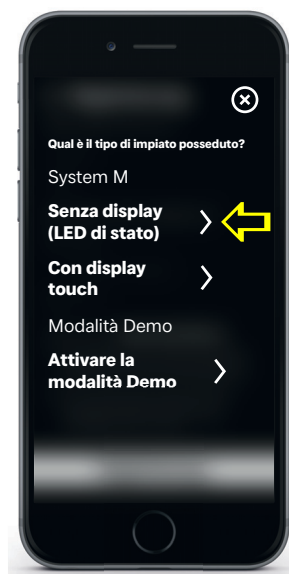 Qual è il tipo di impiato posseduto?
System M
Senza display
(LED di stato)
Con display
touch
Modalità Demo
Attivare la
modalità Demo